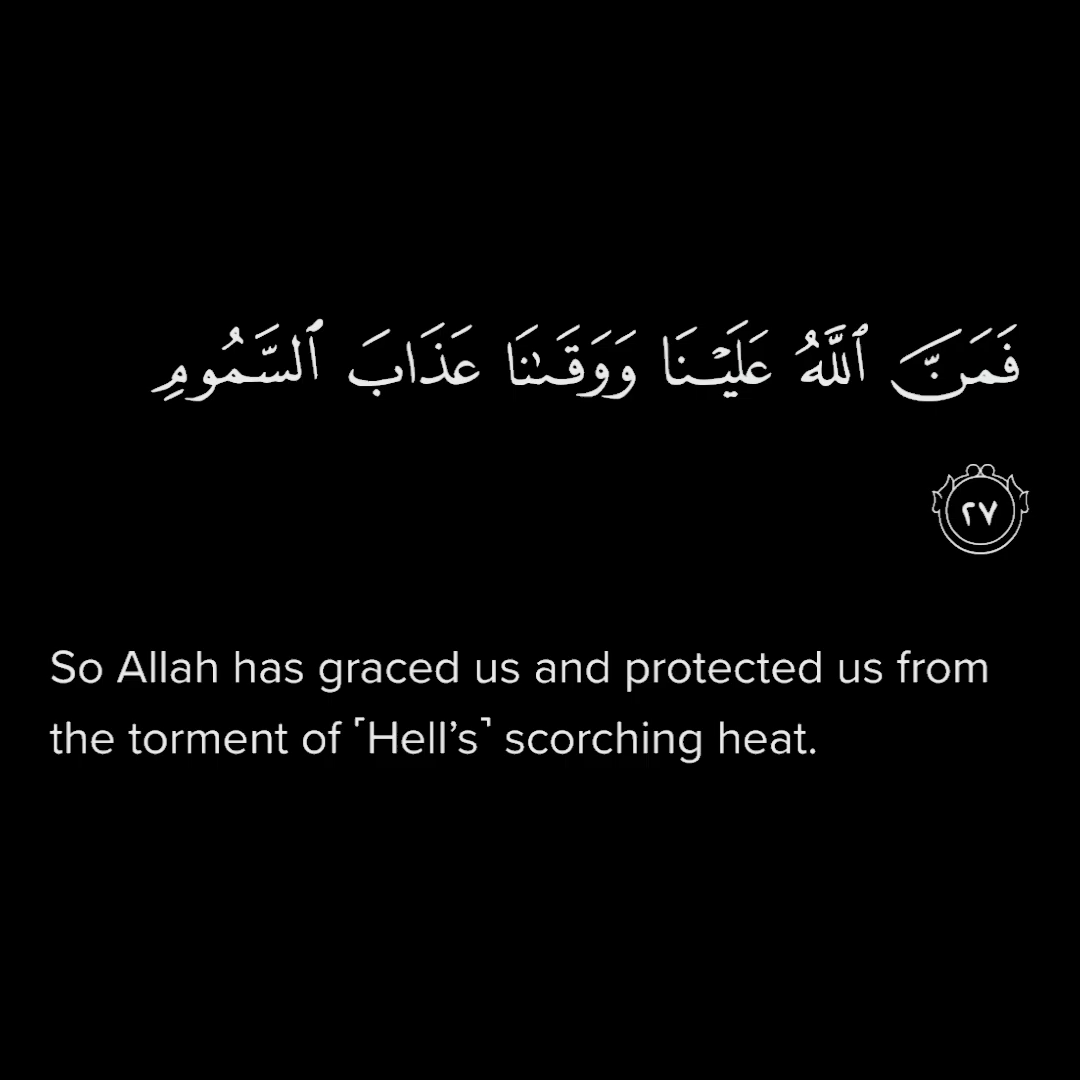 فَمَنَّ ٱللَّهُ عَلَيْنَا وَوَقَىٰنَا عَذَابَ ٱلسَّمُومِ
٢٧
So Allah has graced us and protected us from
the torment of ˹Hell’s˺ scorching heat.